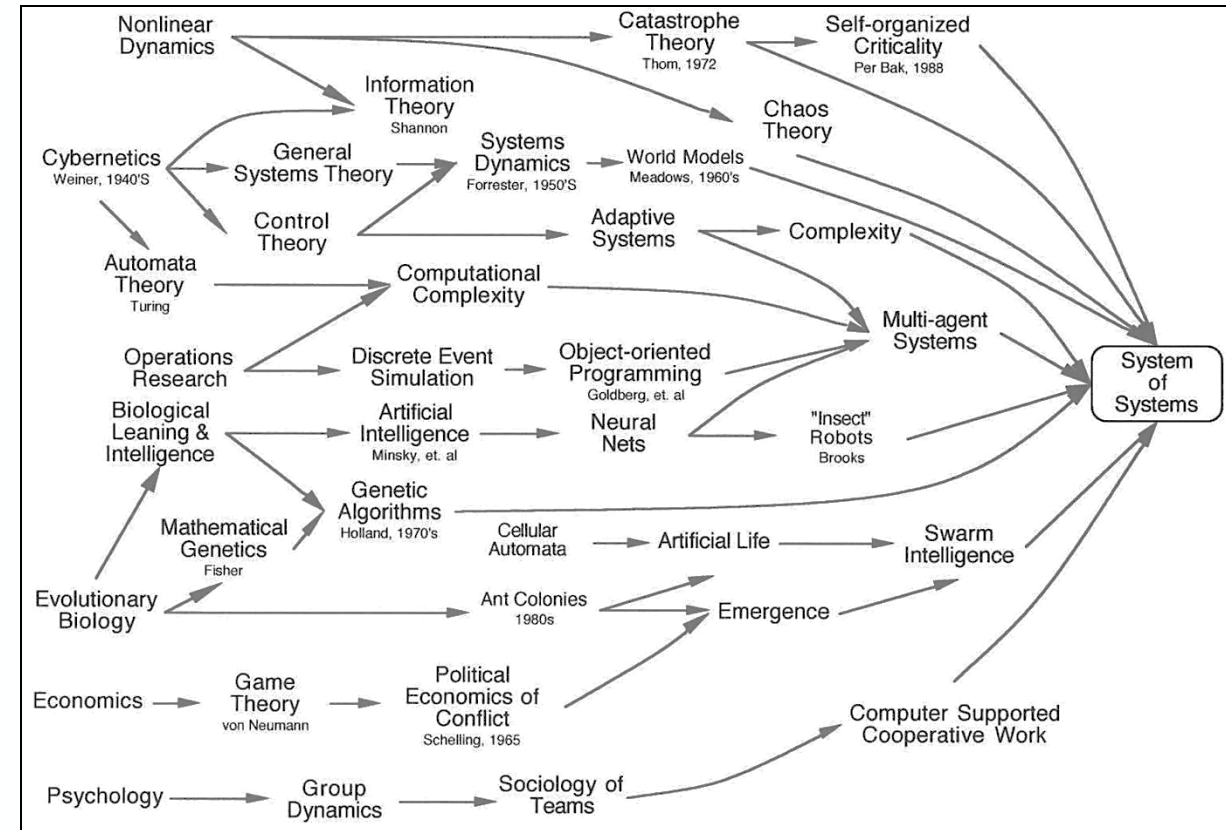 Nonlinear
Dynamics
Catastrophe
Theory
Thom, 1972
Self-organized
Criticality
Per Bak, 1988
Information
Theory
Shannon
Chaos
Theory
Cybernetics
Weiner, 1940'S
General
Systems Theory
Systems
Dynamics
Forrester, 1950'S
World Models
Meadows, 1960's
Control
Theory
Adaptive
Systems
Complexity
Automata
Theory
Turing
Computational
Complexity
Multi-agent
Systems
Operations
Research
Discrete Event
Simulation
Object-oriented
Programming
Goldberg, et. al
System
of
Systems
Biological
Leaning &
Intelligence
Artificial
Intelligence
Minsky, et. al
Neural
Nets
"Insect"
Robots
Brooks
Genetic
Algorithms
Holland, 1970's
Mathematical
Genetics
Fisher
Cellular
Automata
Artificial Life
Swarm
Intelligence
Evolutionary
Biology
Ant Colonies
1980s
Emergence
Economics
Game
Theory
von Neumann
Political
Economics of
Conflict
Schelling, 1965
Computer Supported
Cooperative Work
Psychology
Group
Dynamics
Sociology of
Teams